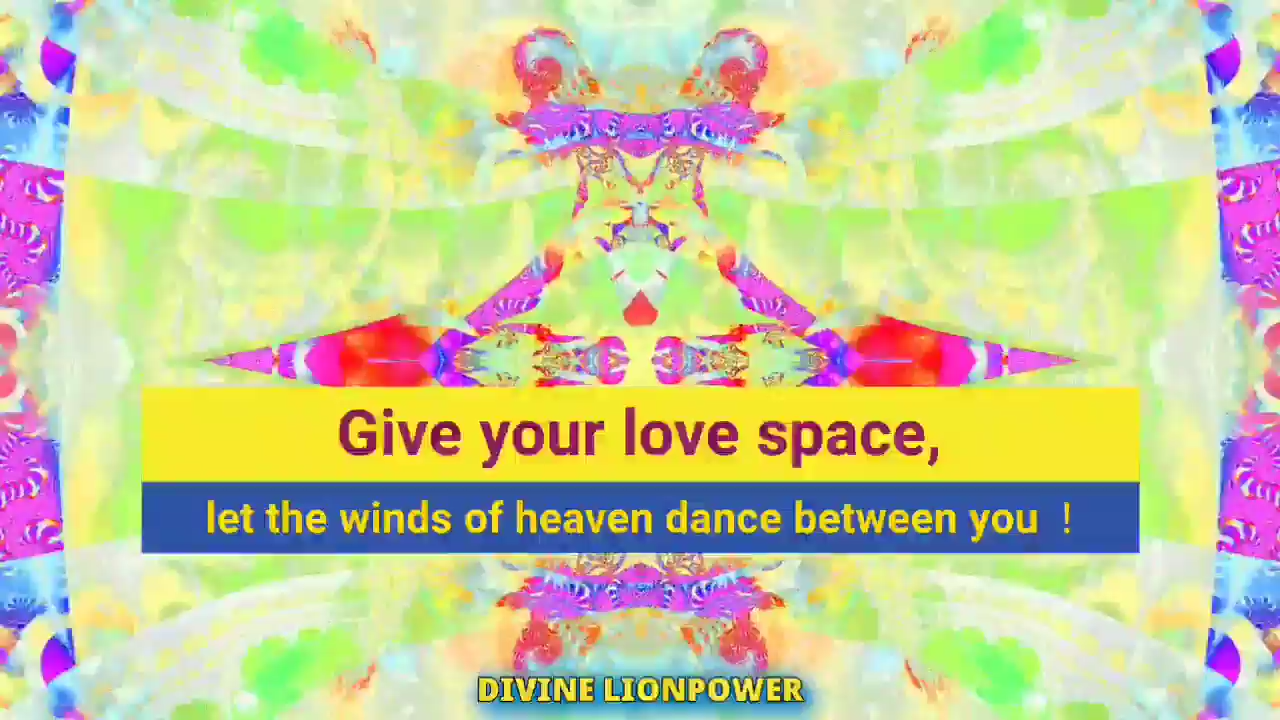 Give your love space,
let the winds of heaven dance between you !
DIVINE LIONPOWER